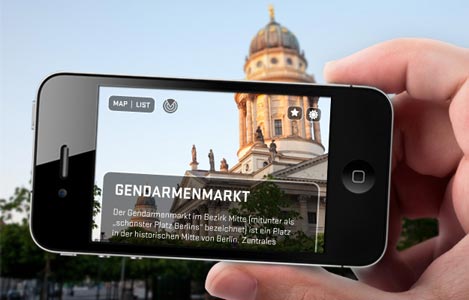 MAP | LIST
GENDARMENMARKT
Der Gendarmenmarkt im Bezirk Mitte (mitunter als
„schönster Platz Berlins“ bezeichnet) ist ein Platz
in der historischen Mitte von Berlin. Zentrales